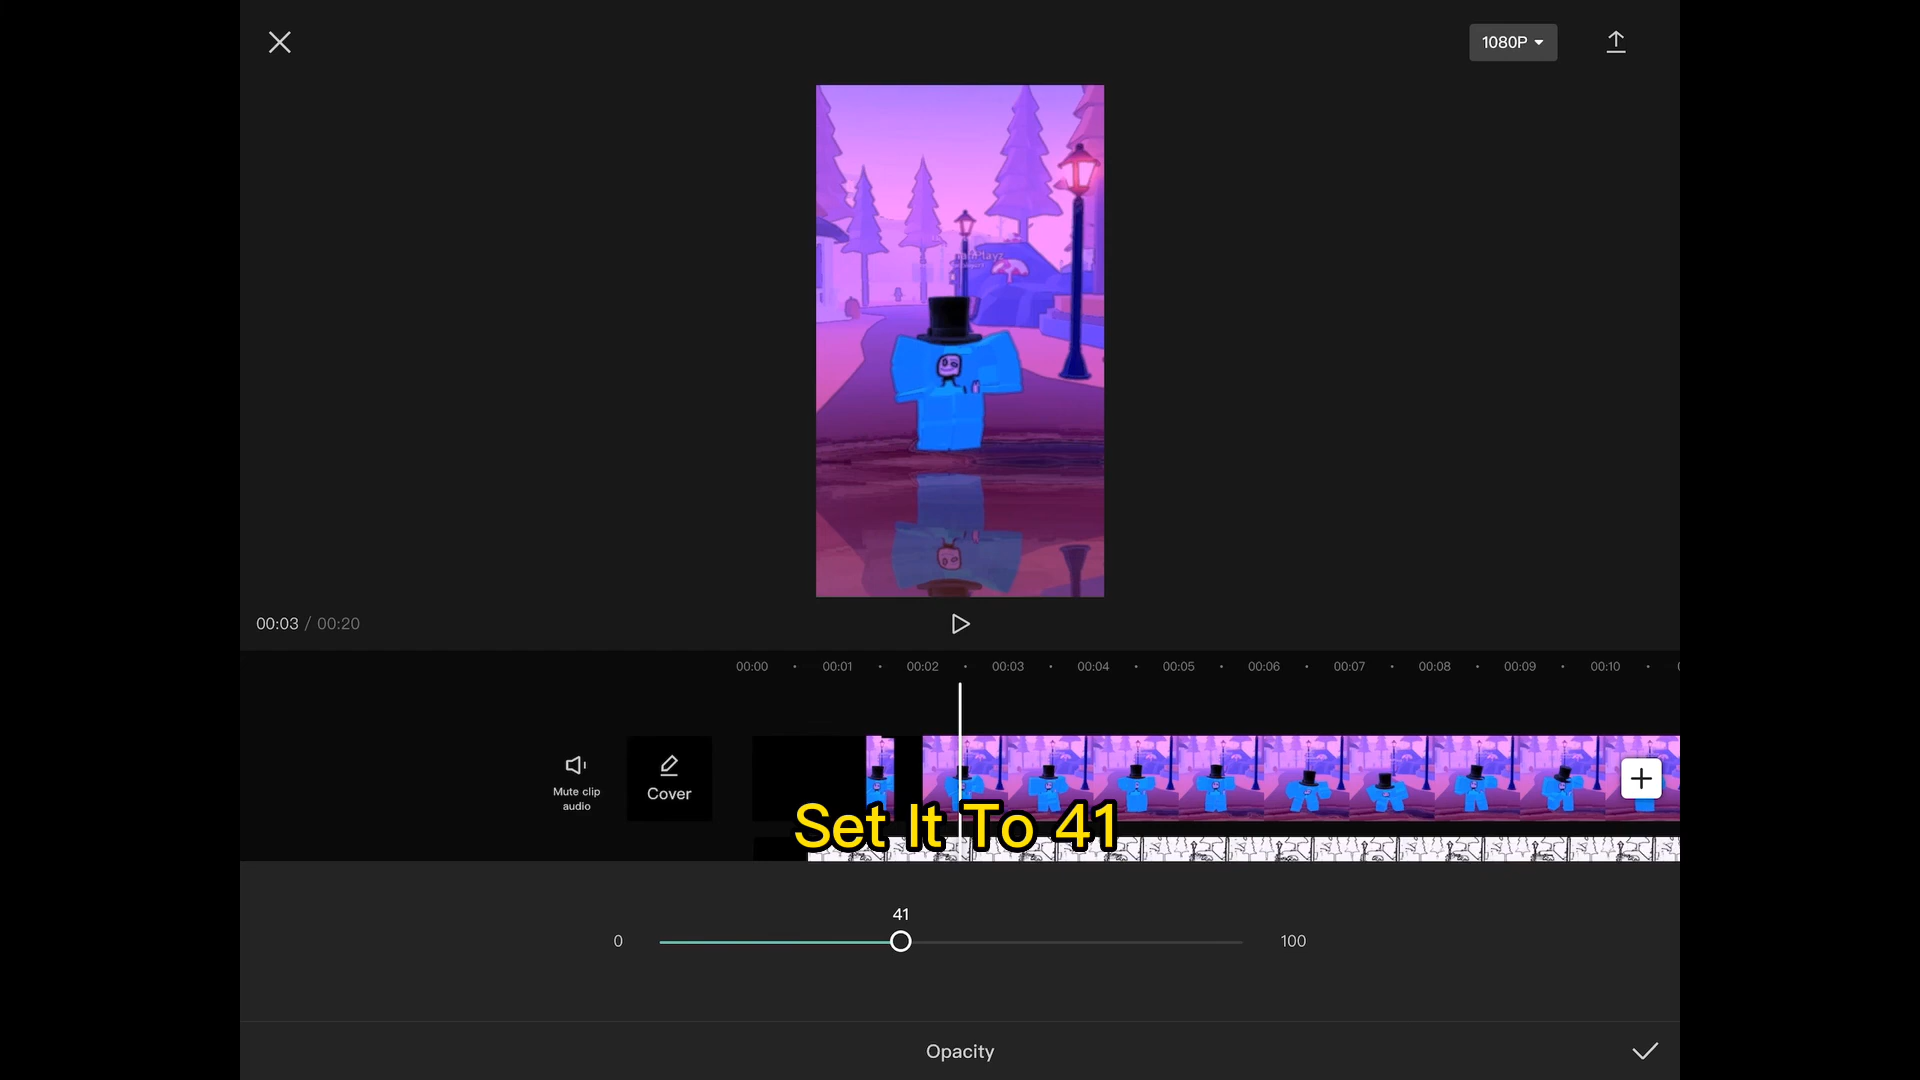 1080P
00:03 / 00:20
00:00 00:01 00:02 00:03 00:04 00:05 00:06 00:07 00:08 00:09 00:10
Mute clip
audio
Cover
Set It To 41
41
0 100
Opacity